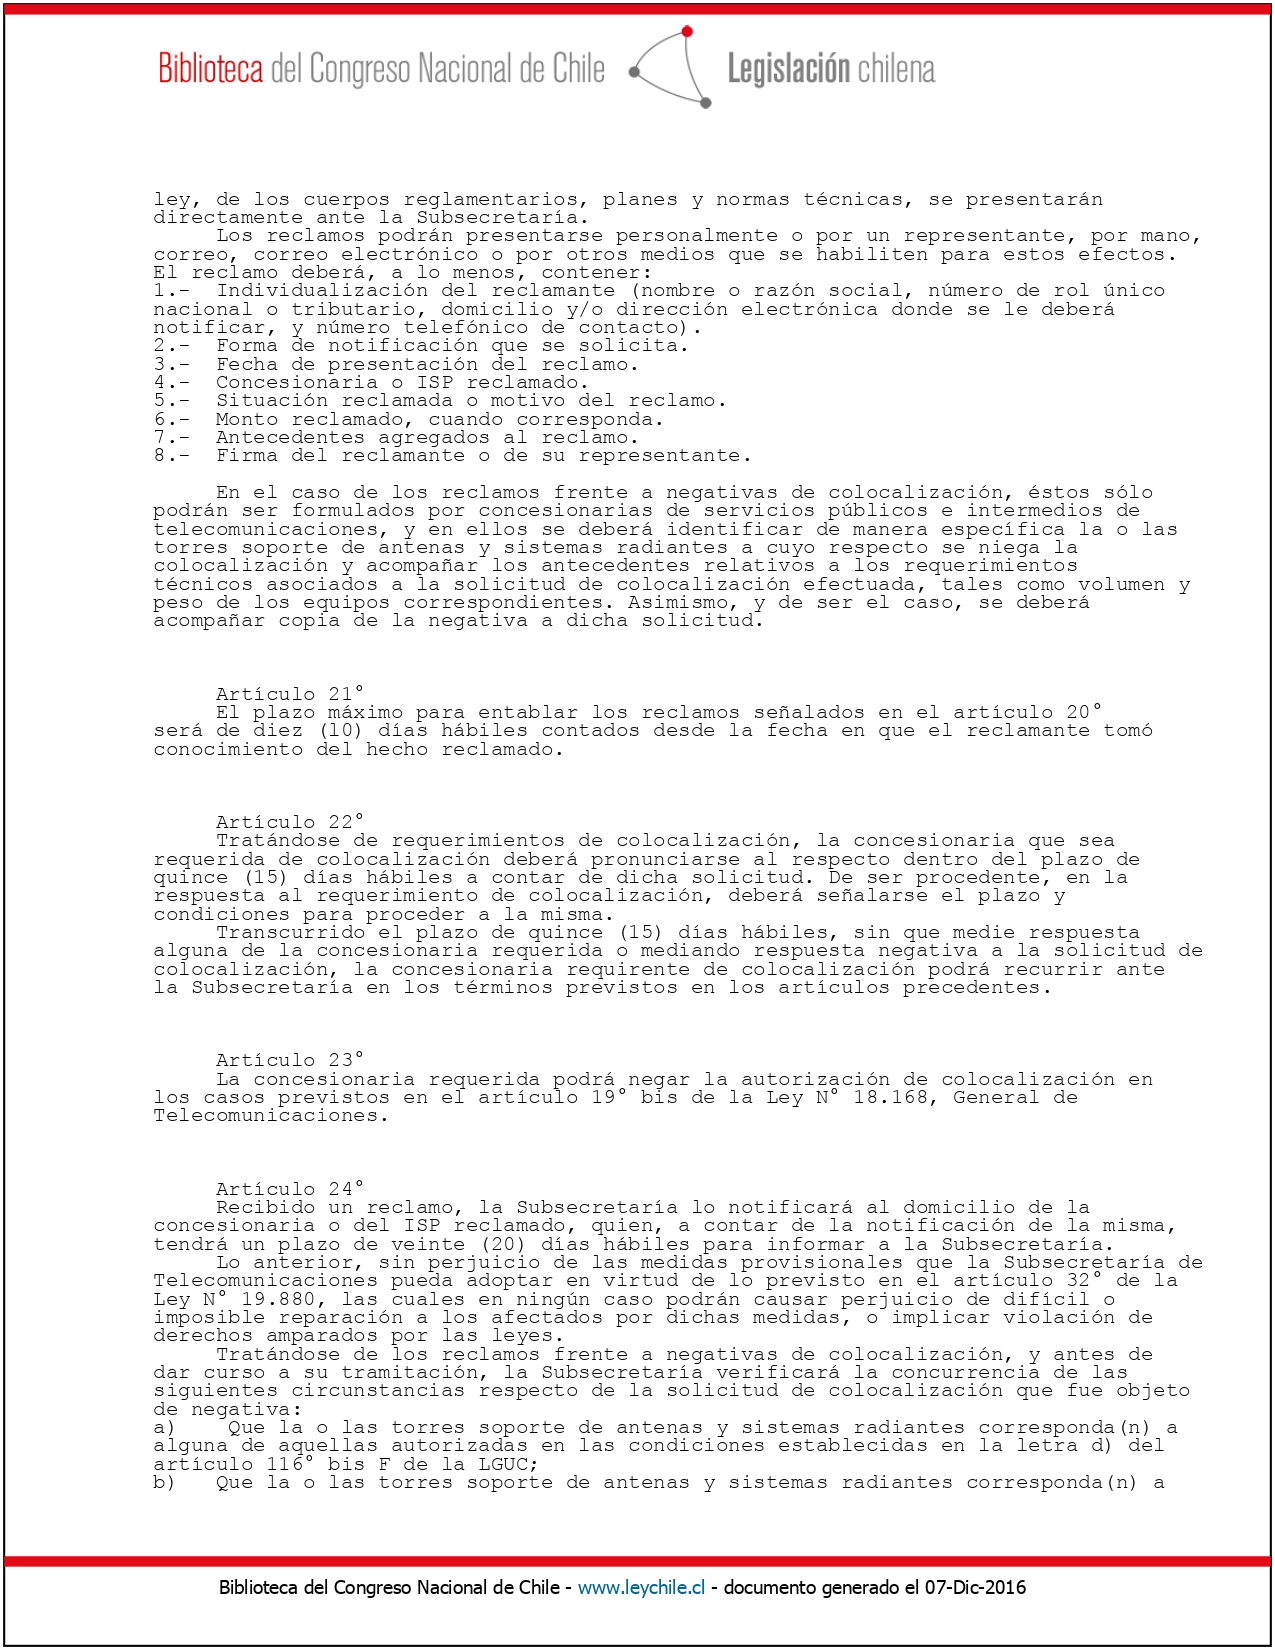 Biblioteca del Congreso Nacional de Chile Legislación chilena
ley, de los cuerpos reglamentarios, planes y normas técnicas, se presentarán
directamente ante la Subsecretaría.
Los reclamos podrán presentarse personalmente o por un representante, por mano,
correo, correo electrónico o por otros medios que se habiliten para estos efectos.
El reclamo deberá, a lo menos, contener:
1.- Individualización del reclamante (nombre o razón social, número de rol único
nacional o tributario, domicilio y/o dirección electrónica donde se le deberá
notificar, y número telefónico de contacto).
2.- Forma de notificación que se solicita.
3.- Fecha de presentación del reclamo.
4.- Concesionaria o ISP reclamado.
5.- Situación reclamada o motivo del reclamo.
6.- Monto reclamado, cuando corresponda.
7.- Antecedentes agregados al reclamo.
8.- Firma del reclamante o de su representante.
En el caso de los reclamos frente a negativas de colocalización, éstos sólo
podrán ser formulados por concesionarias de servicios públicos e intermedios de
telecomunicaciones, y en ellos se deberá identificar de manera específica la o las
torres soporte de antenas y sistemas radiantes a cuyo respecto se niega la
colocalización y acompañar los antecedentes relativos a los requerimientos
técnicos asociados a la solicitud de colocalización efectuada, tales como volumen y
peso de los equipos correspondientes. Asimismo, y de ser el caso, se deberá
acompañar copia de la negativa a dicha solicitud.
Artículo 21°
El plazo máximo para entablar los reclamos señalados en el artículo 20°
será de diez (10) días hábiles contados desde la fecha en que el reclamante tomó
conocimiento del hecho reclamado.
Artículo 22°
Tratándose de requerimientos de colocalización, la concesionaria que sea
requerida de colocalización deberá pronunciarse al respecto dentro del plazo de
quince (15) días hábiles a contar de dicha solicitud. De ser procedente, en la
respuesta al requerimiento de colocalización, deberá señalarse el plazo y
condiciones para proceder a la misma.
Transcurrido el plazo de quince (15) días hábiles, sin que medie respuesta
alguna de la concesionaria requerida o mediando respuesta negativa a la solicitud de
colocalización, la concesionaria requirente de colocalización podrá recurrir ante
la Subsecretaría en los términos previstos en los artículos precedentes.
Artículo 23°
La concesionaria requerida podrá negar la autorización de colocalización en
los casos previstos en el artículo 19° bis de la Ley N° 18.168, General de
Telecomunicaciones.
Artículo 24°
Recibido un reclamo, la Subsecretaría lo notificará al domicilio de la
concesionaria o del ISP reclamado, quien, a contar de la notificación de la misma,
tendrá un plazo de veinte (20) días hábiles para informar a la Subsecretaría.
Lo anterior, sin perjuicio de las medidas provisionales que la Subsecretaría de
Telecomunicaciones pueda adoptar en virtud de lo previsto en el artículo 32° de la
Ley N° 19.880, las cuales en ningún caso podrán causar perjuicio de difícil o
imposible reparación a los afectados por dichas medidas, o implicar violación de
derechos amparados por las leyes.
Tratándose de los reclamos frente a negativas de colocalización, y antes de
dar curso a su tramitación, la Subsecretaría verificará la concurrencia de las
siguientes circunstancias respecto de la solicitud de colocalización que fue objeto
de negativa:
a) Que la o las torres soporte de antenas y sistemas radiantes corresponda(n) a
alguna de aquellas autorizadas en las condiciones establecidas en la letra d) del
artículo 116° bis F de la LGUC;
b) Que la o las torres soporte de antenas y sistemas radiantes corresponda(n) a
Biblioteca del Congreso Nacional de Chile - www.leychile.cl - documento generado el 07-Dic-2016